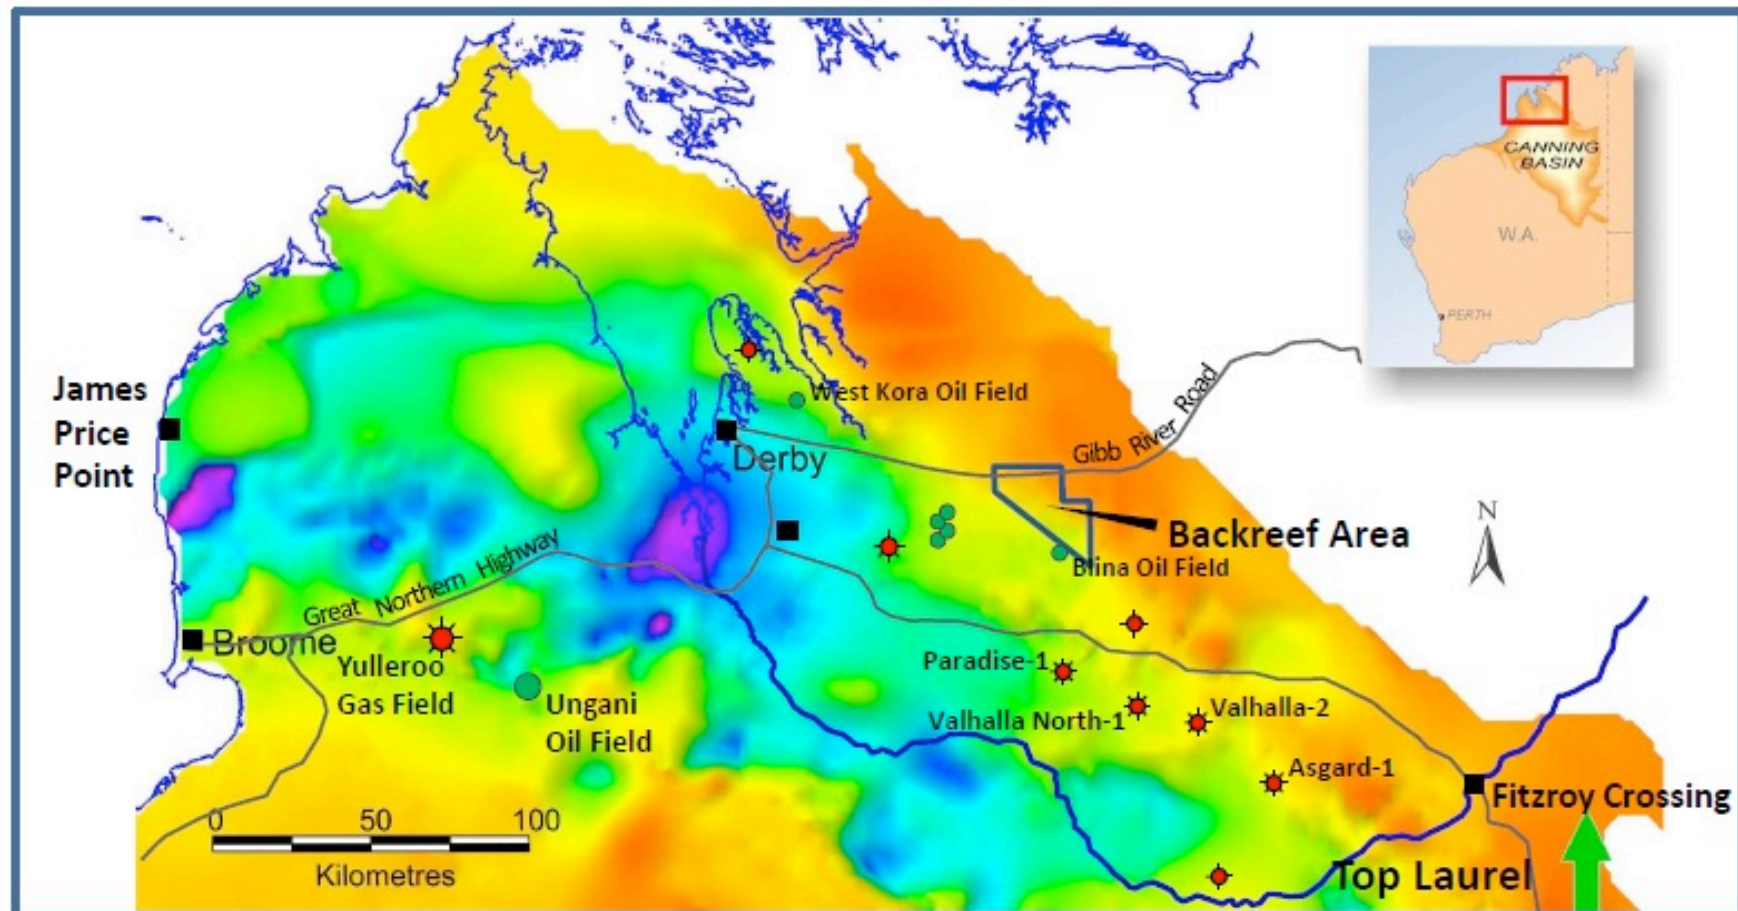 CANNING
BASIN
W.A.
PERTH
James
Price
Point
West Kora Oil Field
Derby
Gibb River Road
Backreef Area
N
Blina Oil Field
Great Northern Highway
Broome
Yulleroo
Gas Field
Ungani
Oil Field
Paradise-1
Valhalla North-1
Valhalla-2
Asgard-1
Fitzroy Crossing
0 50 100
Kilometres
Top Laurel